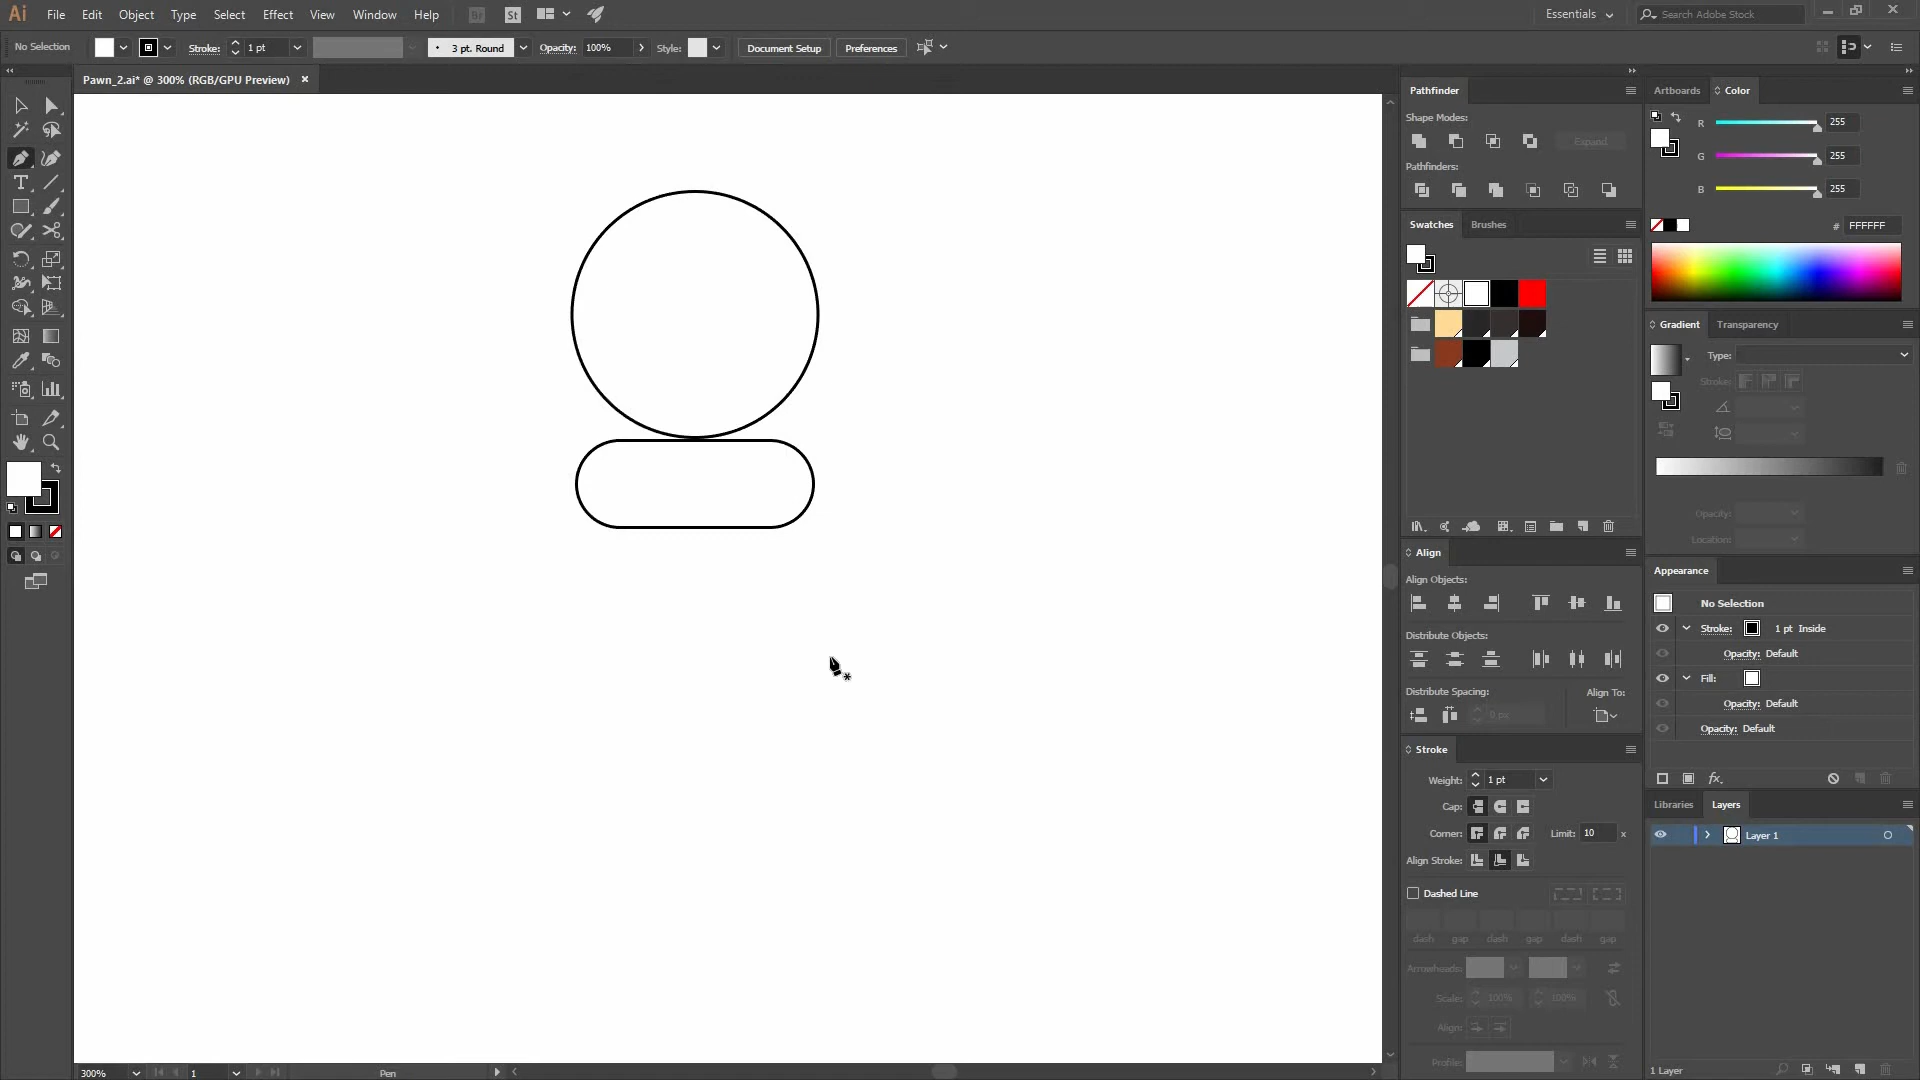 Ai File Edit Object Type Select Effect View Window Help Br St Essentials Search Adobe Stock
No Selection Stroke: 1 pt 3 pt. Round Opacity: 100% Style: Document Setup Preferences
Pawn_2.ai* @ 300% (RGB/GPU Preview) ×
Pathfinder
Shape Modes:
Expand
Pathfinders:
Artboards Color
R 255
G 255
B 255
# FFFFFF
Swatches Brushes
Gradient Transparency
Type:
Stroke:
Opacity:
Location:
Align
Align Objects:
Distribute Objects:
Distribute Spacing: Align To:
0 px
Appearance
No Selection
Stroke: 1 pt Inside
Opacity: Default
Fill:
Opacity: Default
Opacity: Default
fx
Stroke
Weight: 1 pt
Cap:
Corner: Limit: 10 x
Align Stroke:
Dashed Line
dash gap dash gap dash gap
Arrowheads:
Scale: 100% 100%
Align:
Profile:
Libraries Layers
Layer 1
1 Layer
300% 1 Pen